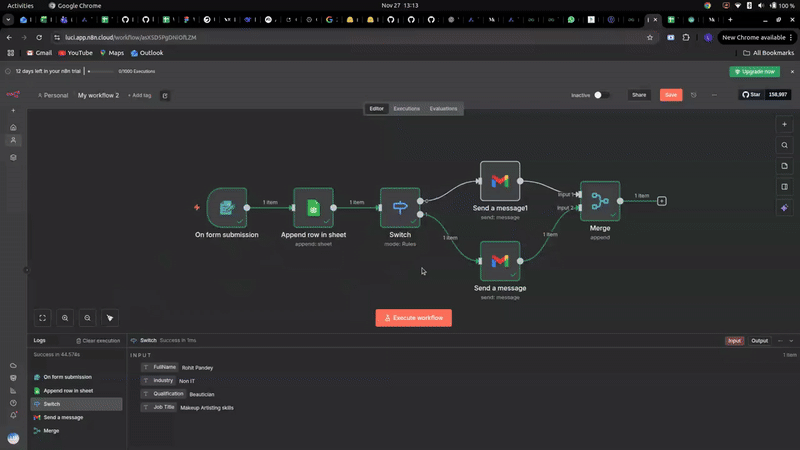 Activities
Google Chrome
Nov 27 13:13
100 %
luci.app.n8n.cloud/workflow/asXSD5PgDNlOftZM
New Chrome available
Gmail
YouTube
Maps
Outlook
All Bookmarks
12 days left in your n8n trial
0/1000 Executions
Upgrade now
Personal
My workflow 2
+ Add tag
Inactive
Share
Save
Star
158,997
Editor
Executions
Evaluations
1 item
1 item
1 item
1 item
1 item
Input 1
Input 2
On form submission
Append row in sheet
append: sheet
Switch
mode: Rules
Send a message1
send: message
Send a message
send: message
Merge
append
Execute workflow
Logs
Clear execution
Switch
Success in 1ms
Input
Output
Success in 44.574s
INPUT
1 item
On form submission
Append row in sheet
Switch
Send a message
Merge
T FullName Rohit Pandey
T Industry Non IT
T Qualification Beautician
T Job Title Makeup Artisting skills